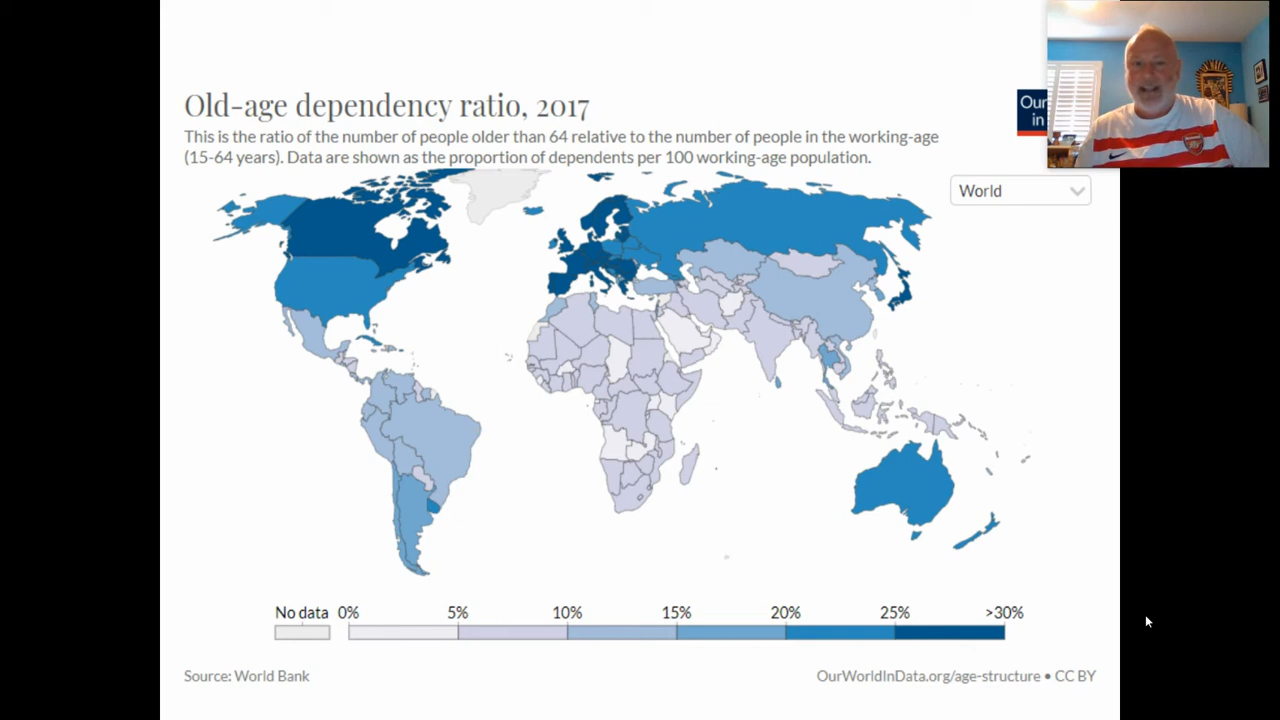 Old-age dependency ratio, 2017
Our
in
This is the ratio of the number of people older than 64 relative to the number of people in the working-age
(15-64 years). Data are shown as the proportion of dependents per 100 working-age population.
World
No data 0% 5% 10% 15% 20% 25% >30%
Source: World Bank
OurWorldInData.org/age-structure • CC BY